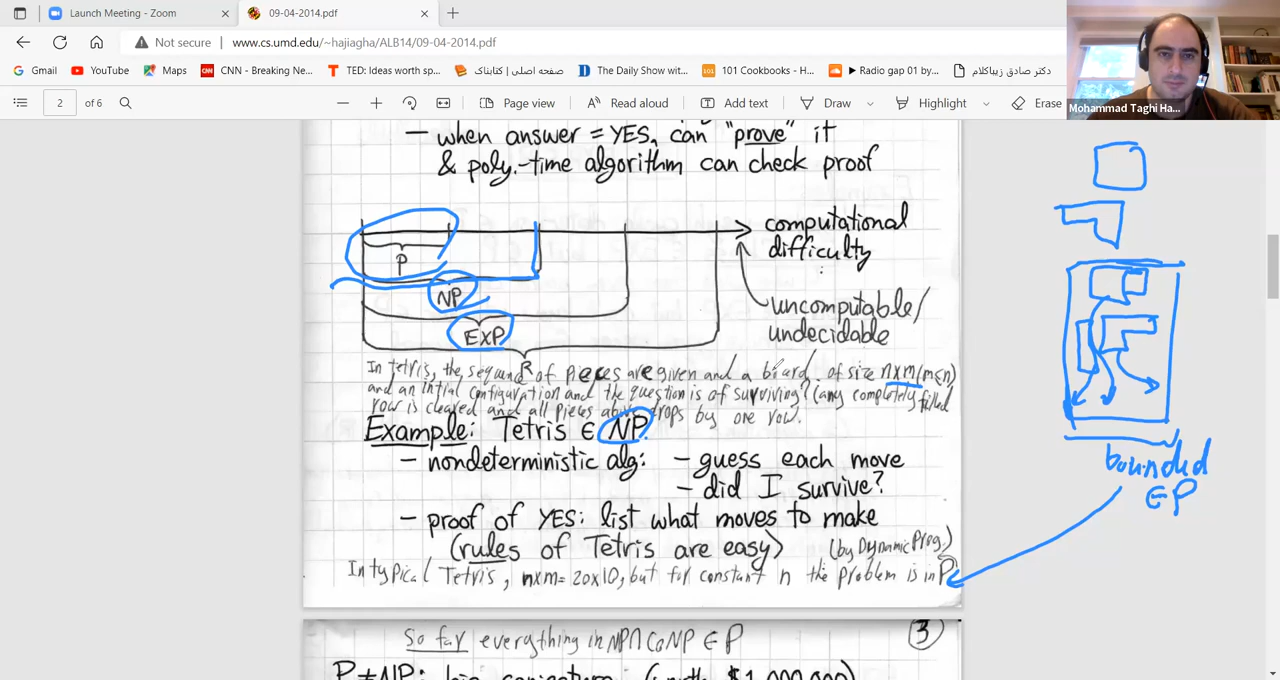 Launch Meeting - Zoom
09-04-2014.pdf
Not secure
www.cs.umd.edu/~hajiagha/ALB14/09-04-2014.pdf
Gmail
YouTube
Maps
CNN - Breaking Ne...
TED: Ideas worth sp...
صفحه اصلی | کتابناک
The Daily Show wit...
101 Cookbooks - H...
Radio gap 01 by...
دکتر صادق زیباکلام
2 of 6
Page view
Read aloud
Add text
Draw
Highlight
Erase
Mohammad Taghi Ha...
– when answer = YES, can "prove" it
& poly.-time algorithm can check proof
computational
difficulty
P
NP
EXP
R
uncomputable/
undecidable
In tetris, the sequence of pieces are given and a board of size nxm (m≤n)
and an initial configuration and the question is of surviving? (any completely filled
row is cleared and all pieces above drops by one row.
Example: Tetris ∈ NP
– nondeterministic alg: – guess each move
– did I survive?
– proof of YES: list what moves to make
(rules of Tetris are easy)
(by Dynamic Prog.)
In typical Tetris, nxm= 20x10, but for constant n the problem is in P
bounded
∈ P
So far everything in NP∩CoNP ∈ P
3
P≠NP: big conjecture (worth $1,000,000)